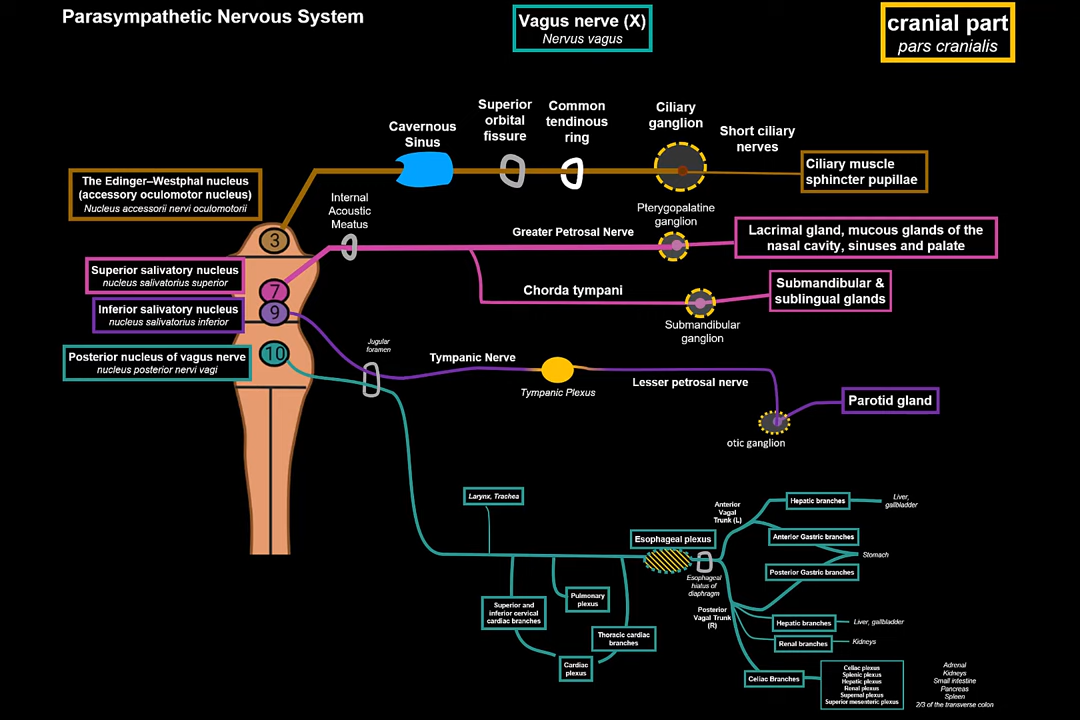 Parasympathetic Nervous System
Vagus nerve (X)
Nervus vagus
cranial part
pars cranialis
Cavernous
Sinus
Superior
orbital
fissure
Common
tendinous
ring
Ciliary
ganglion
Short ciliary
nerves
Ciliary muscle
sphincter pupillae
The Edinger–Westphal nucleus
(accessory oculomotor nucleus)
Nucleus accessorii nervi oculomotorii
3
Internal
Acoustic
Meatus
Greater Petrosal Nerve
Pterygopalatine
ganglion
Lacrimal gland, mucous glands of the
nasal cavity, sinuses and palate
Superior salivatory nucleus
nucleus salivatorius superior
7
Chorda tympani
Submandibular
ganglion
Submandibular &
sublingual glands
Inferior salivatory nucleus
nucleus salivatorius inferior
9
Posterior nucleus of vagus nerve
nucleus posterior nervi vagi
10
Jugular
foramen
Tympanic Nerve
Tympanic Plexus
Lesser petrosal nerve
otic ganglion
Parotid gland
Larynx, Trachea
Superior and
inferior cervical
cardiac branches
Pulmonary
plexus
Thoracic cardiac
branches
Cardiac
plexus
Esophageal plexus
Esophageal
hiatus of
diaphragm
Anterior
Vagal
Trunk (L)
Hepatic branches
Liver,
gallbladder
Anterior Gastric branches
Stomach
Posterior Gastric branches
Posterior
Vagal Trunk
(R)
Hepatic branches
Liver, gallbladder
Renal branches
Kidneys
Celiac Branches
Celiac plexus
Splenic plexus
Hepatic plexus
Renal plexus
Supernal plexus
Superior mesenteric plexus
Adrenal
Kidneys
Small intestine
Pancreas
Spleen
2/3 of the transverse colon